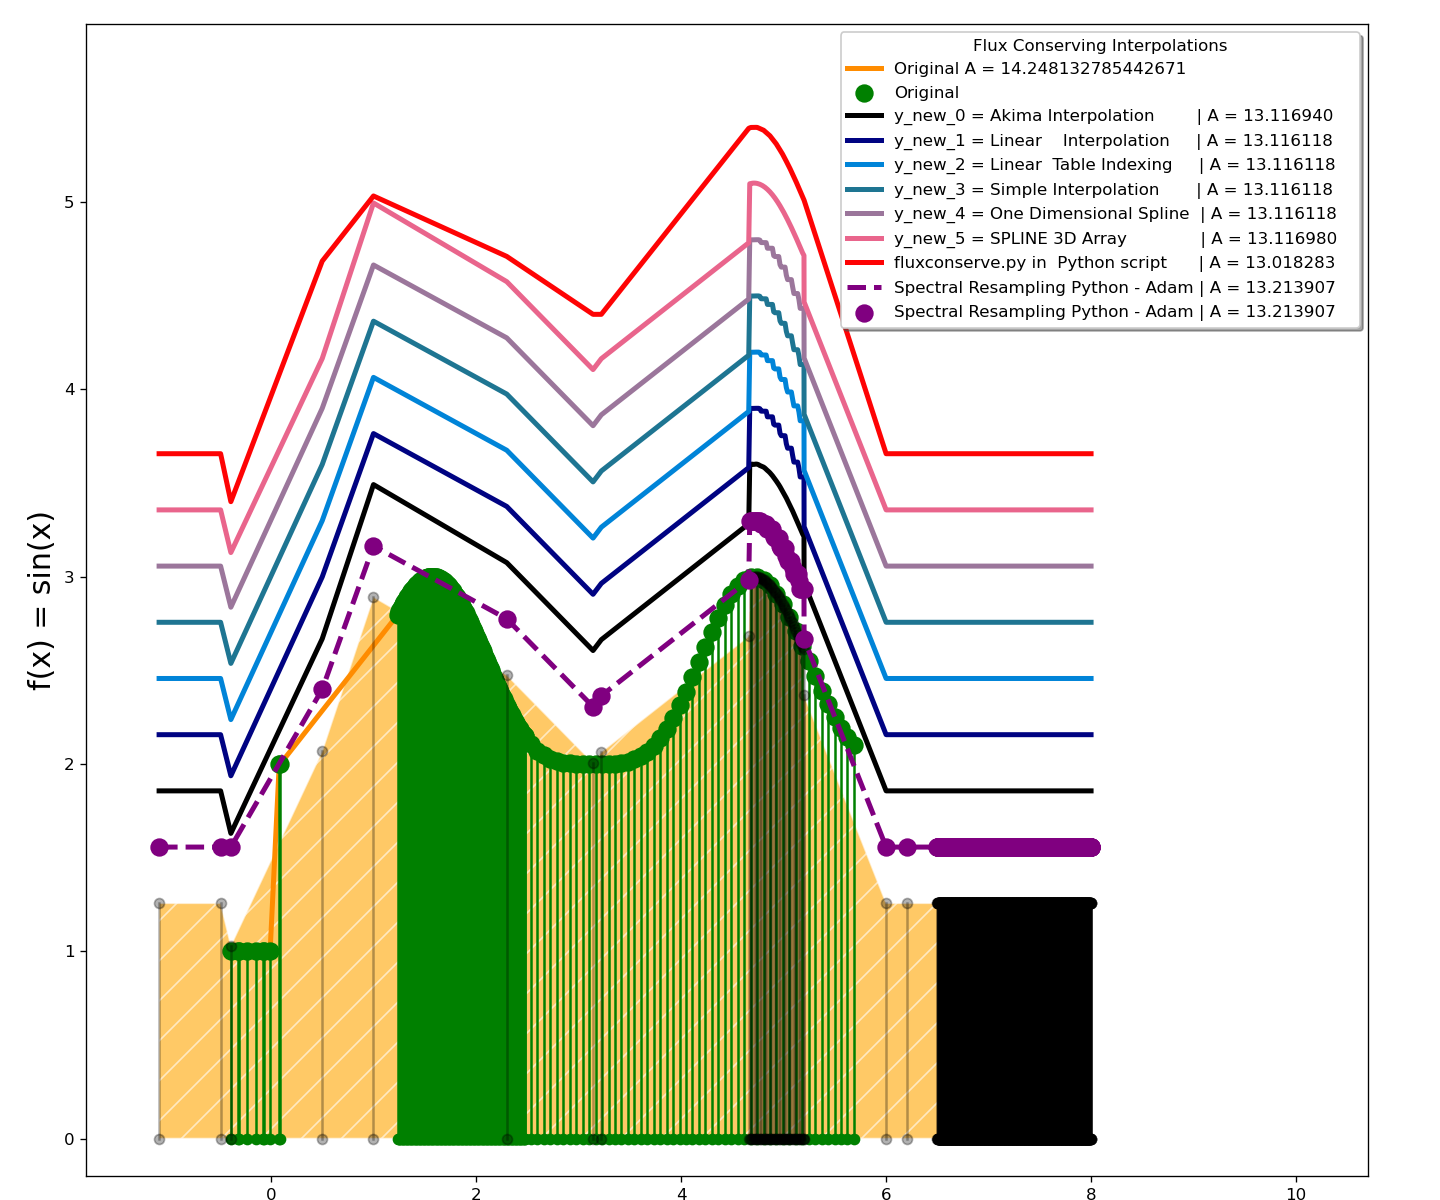 Flux Conserving Interpolations
Original A = 14.248132785442671
Original
y_new_0 = Akima Interpolation | A = 13.116940
y_new_1 = Linear Interpolation | A = 13.116118
y_new_2 = Linear Table Indexing | A = 13.116118
y_new_3 = Simple Interpolation | A = 13.116118
y_new_4 = One Dimensional Spline | A = 13.116118
y_new_5 = SPLINE 3D Array | A = 13.116980
fluxconserve.py in Python script | A = 13.018283
Spectral Resampling Python - Adam | A = 13.213907
Spectral Resampling Python - Adam | A = 13.213907
f(x) = sin(x)
5
4
3
2
1
0
0 2 4 6 8 10